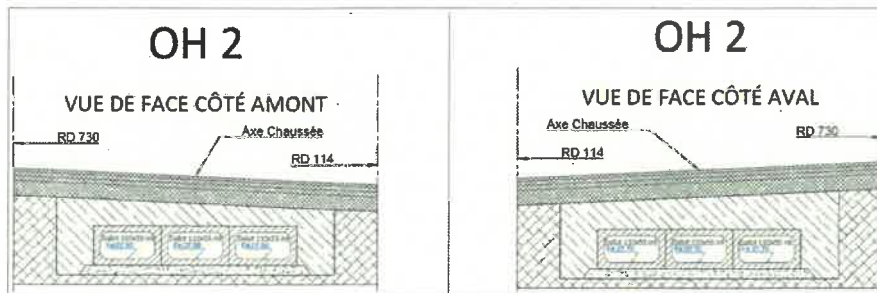 OH 2
VUE DE FACE CÔTÉ AMONT
Axe Chaussée
RD 730
RD 114
OH 2
VUE DE FACE CÔTÉ AVAL
Axe Chaussée
RD 730
RD 114